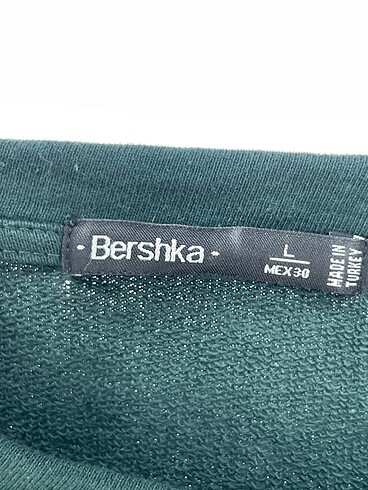 · Bershka ·
L
MEX 30
MADE IN
TURKEY